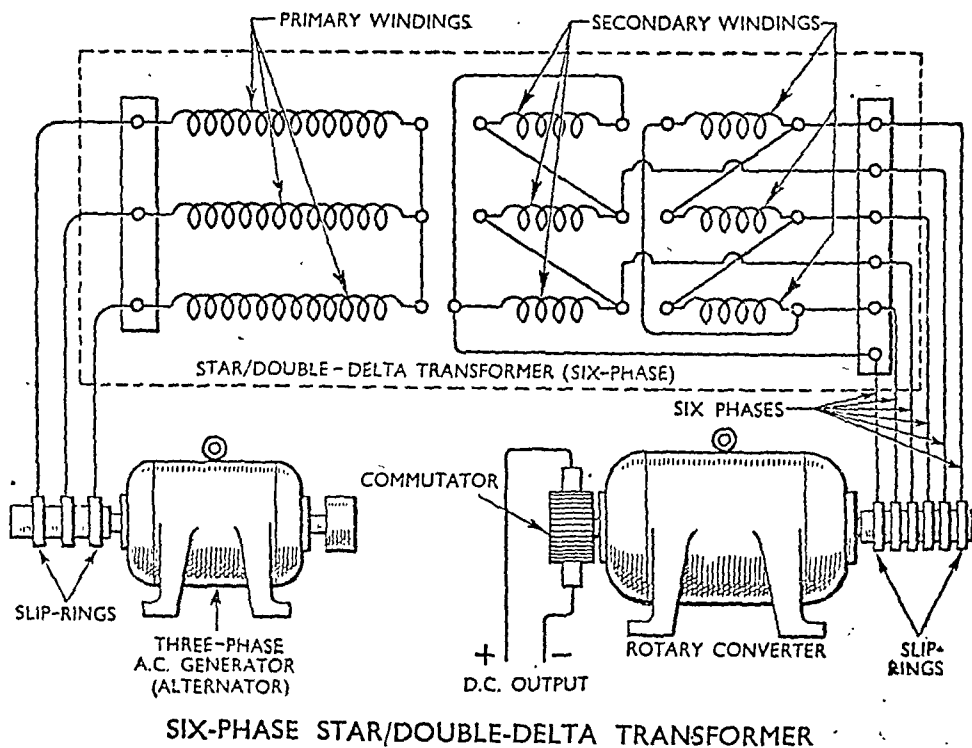 PRIMARY WINDINGS
SECONDARY WINDINGS
STAR/DOUBLE-DELTA TRANSFORMER (SIX-PHASE)
SIX PHASES
COMMUTATOR
SLIP-RINGS
THREE-PHASE
A.C. GENERATOR
(ALTERNATOR)
+ −
D.C. OUTPUT
ROTARY CONVERTER
SLIP-
RINGS
SIX-PHASE STAR/DOUBLE-DELTA TRANSFORMER